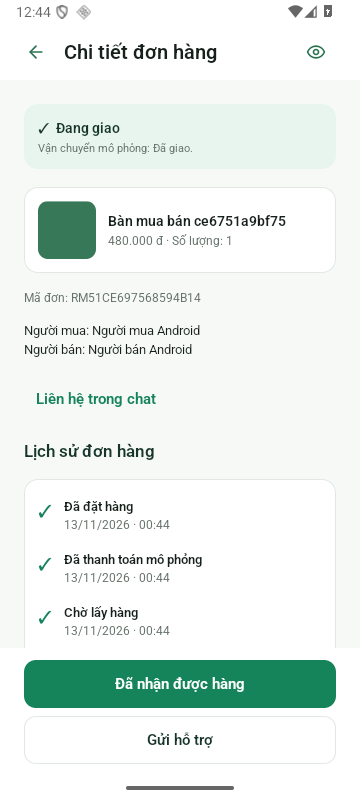 12:44
Chi tiết đơn hàng
✓ Đang giao
Vận chuyển mô phỏng: Đã giao.
Bàn mua bán ce6751a9bf75
480.000 đ · Số lượng: 1
Mã đơn: RM51CE697568594B14
Người mua: Người mua Android
Người bán: Người bán Android
Liên hệ trong chat
Lịch sử đơn hàng
✓ Đã đặt hàng
13/11/2026 · 00:44
✓ Đã thanh toán mô phỏng
13/11/2026 · 00:44
✓ Chờ lấy hàng
13/11/2026 · 00:44
Đã nhận được hàng
Gửi hỗ trợ